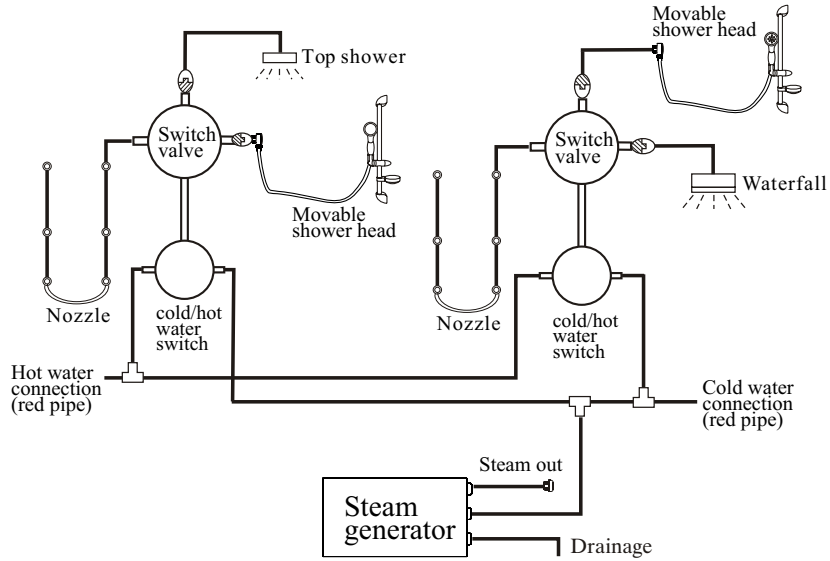 Movable
shower head
Top shower
Switch
valve
Switch
valve
Waterfall
Movable
shower head
Nozzle
cold/hot
water
switch
Nozzle
cold/hot
water
switch
Hot water
connection
(red pipe)
Cold water
connection
(red pipe)
Steam out
Steam
generator
Drainage